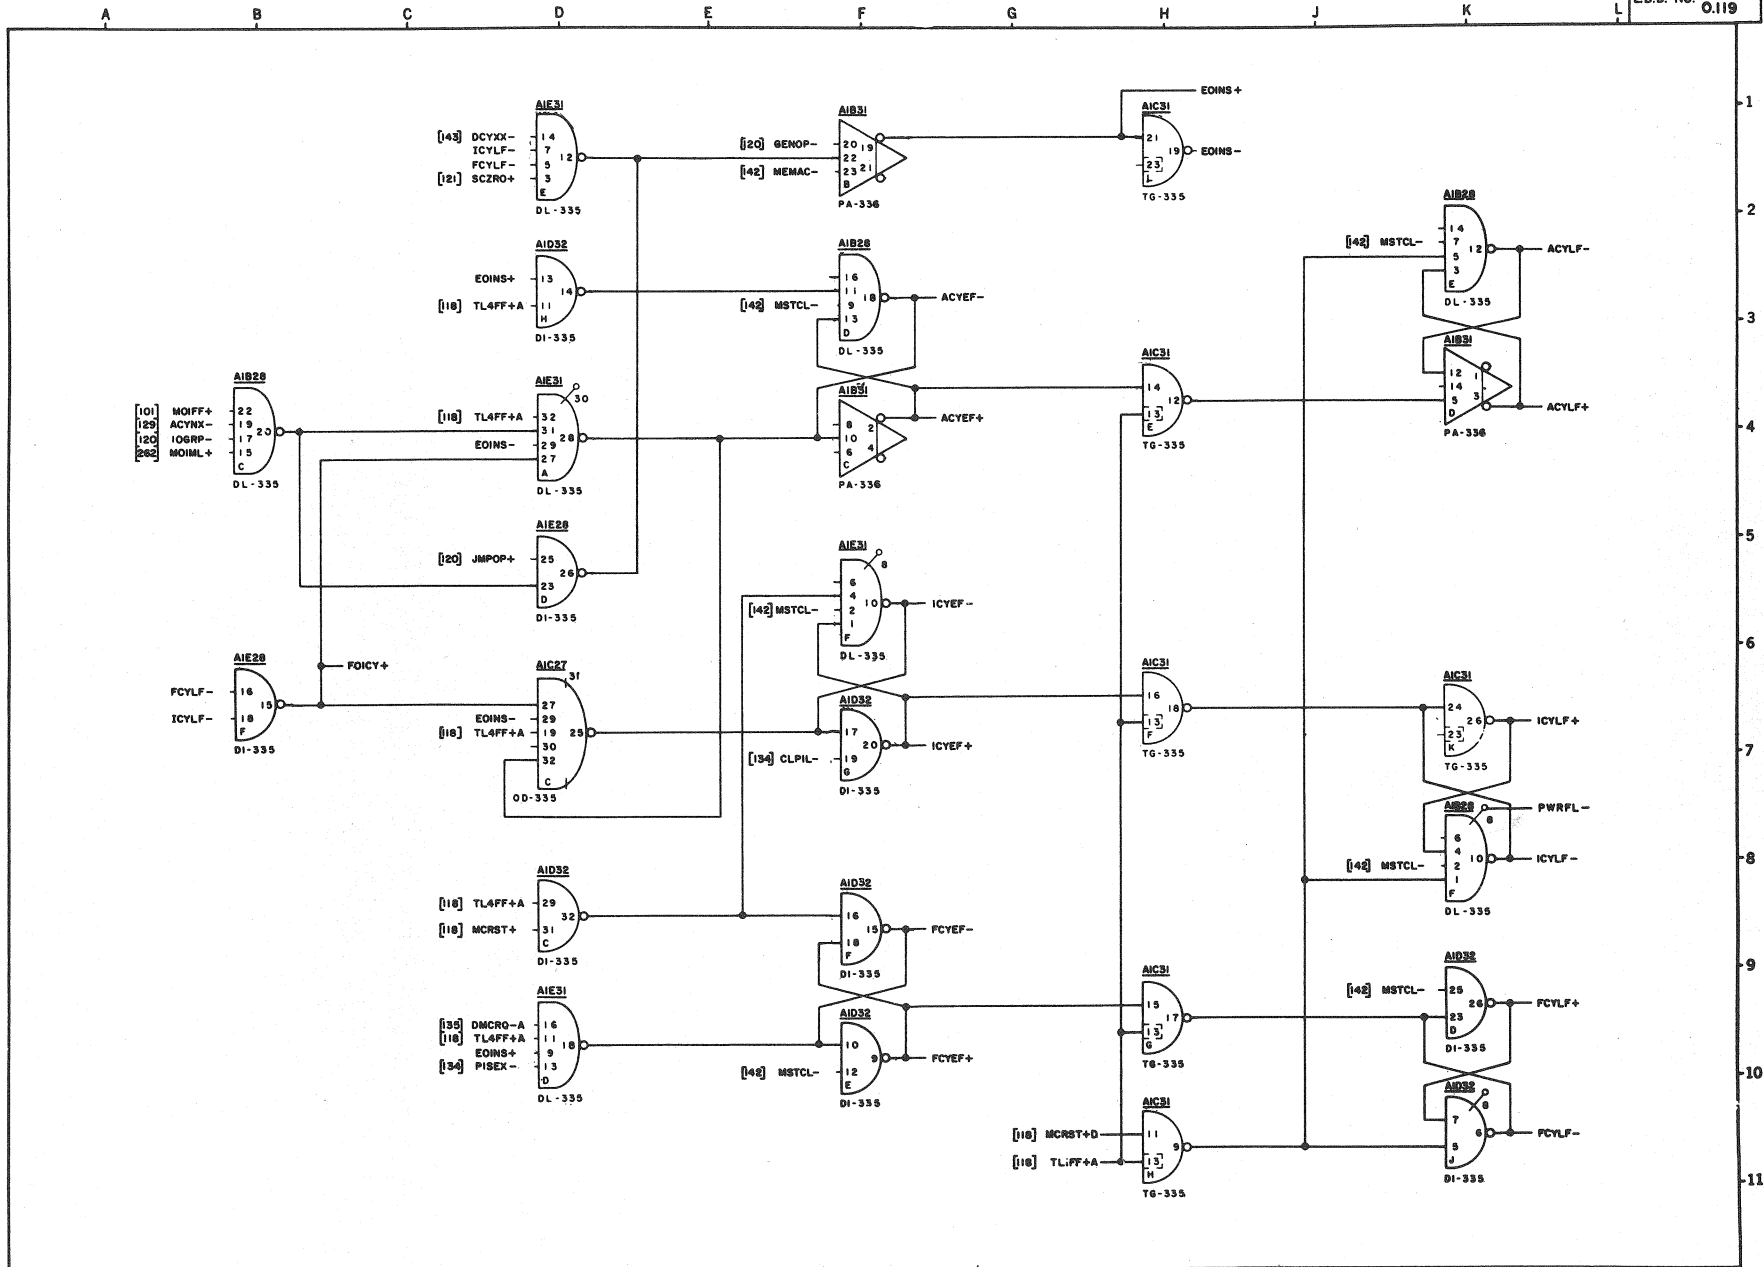 A B C D E F G H J K L
0.119
1
2
3
4
5
6
7
8
9
10
11
A1E31
[143] DCYXX- 14
ICYLF- 7
FCYLF- 5
[121] SCZRO+ 3
12
E
DL-335
A1B31
[120] GENOP- 20
22
[142] MEMAC- 23
19
21
B
PA-336
EOINS+
A1C31
21
[23]
19 EOINS-
L
TG-335
A1D32
EOINS+ 13
[118] TL4FF+A 11
14
H
DI-335
A1B28
16
11
[142] MSTCL- 9
13
18 ACYEF-
D
DL-335
A1B28
14
[142] MSTCL- 7
5
3
12 ACYLF-
E
DL-335
A1B28
[101] MOIFF+ 22
[129] ACYNX- 19
[120] IOGRP- 17
[262] MOIML+ 15
20
C
DL-335
A1E31
30
[118] TL4FF+A 32
31
EOINS- 29
27
28
A
DL-335
A1B31
8
10
6
2
4
ACYEF+
C
PA-336
A1C31
14
[13]
12
E
TG-335
A1B31
12
14
5
1
3
ACYLF+
D
PA-336
A1E28
[120] JMPOP+ 25
23
26
D
DI-335
A1E31
8
6
4
[142] MSTCL- 2
1
10 ICYEF-
F
DL-335
A1E28
FCYLF- 16
ICYLF- 18
15
F
DI-335
FOICY+
A1C27
31
27
EOINS- 29
[118] TL4FF+A 19
30
32
25
C
OD-335
A1D32
17
[134] CLPIL- 19
20 ICYEF+
G
DI-335
A1C31
16
[13]
18
F
TG-335
A1C31
24
[23]
26 ICYLF+
K
TG-335
A1B28
8 PWRFL-
6
4
[142] MSTCL- 2
1
10 ICYLF-
F
DL-335
A1D32
[118] TL4FF+A 29
[118] MCRST+ 31
32
C
DI-335
A1D32
16
18
15 FCYEF-
F
DI-335
A1E31
[135] DMCRQ-A 16
[118] TL4FF+A 11
EOINS+ 9
[134] PISEX- 13
18
D
DL-335
A1D32
10
[142] MSTCL- 12
9 FCYEF+
E
DI-335
A1C31
15
[13]
17
G
TG-335
A1D32
[142] MSTCL- 25
23
26 FCYLF+
D
DI-335
A1C31
[118] MCRST+D 11
[118] TL1FF+A [13]
9
H
TG-335
A1D32
8
7
5
6 FCYLF-
J
DI-335